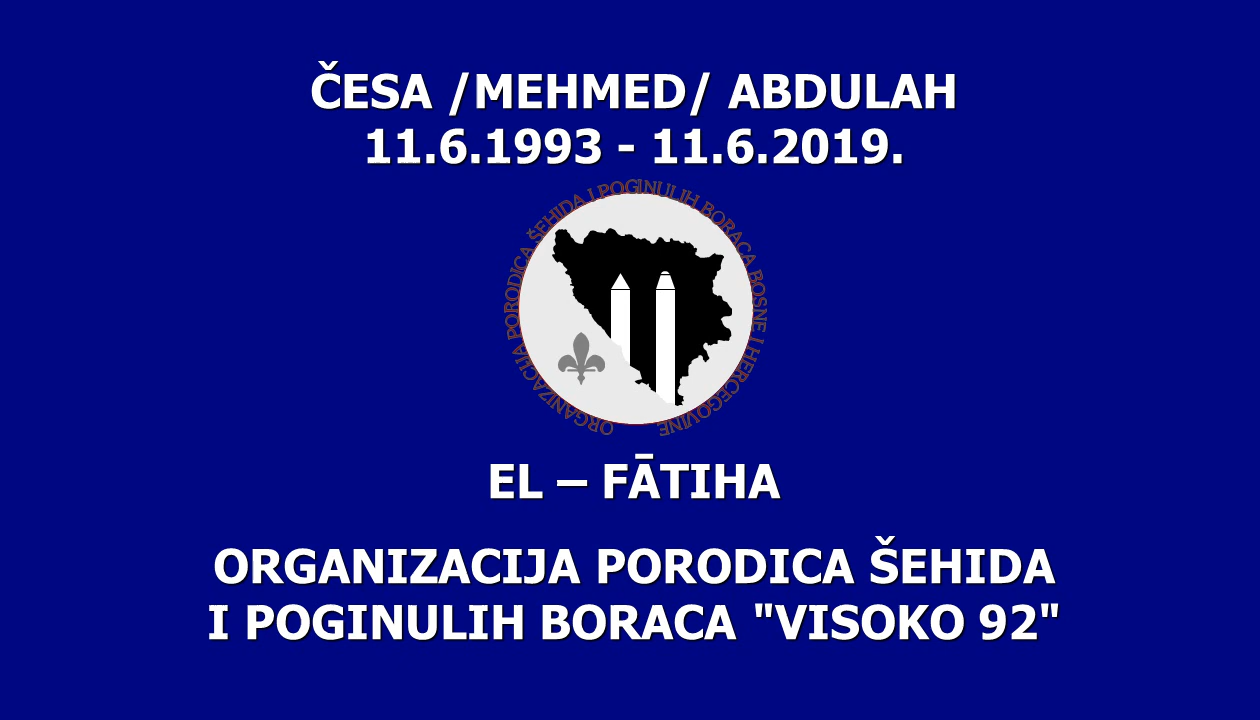 ČESA /MEHMED/ ABDULAH
11.6.1993 - 11.6.2019.
ORGANIZACIJA PORODICA ŠEHIDA I POGINULIH BORACA BOSNE I HERCEGOVINE
EL – FĀTIHA
ORGANIZACIJA PORODICA ŠEHIDA
I POGINULIH BORACA "VISOKO 92"